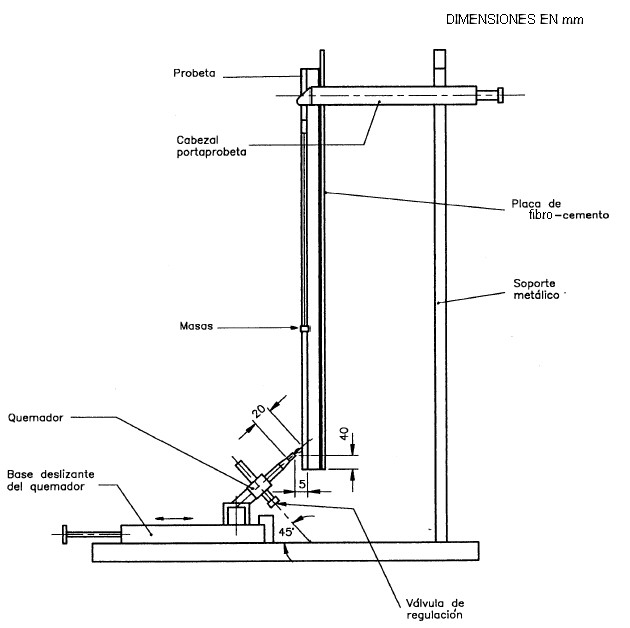 DIMENSIONES EN mm
Probeta
Cabezal
portaprobeta
Placa de
fibro-cemento
Soporte
metálico
Masas
20
Quemador
40
Base deslizante
del quemador
5
45°
Válvula de
regulación